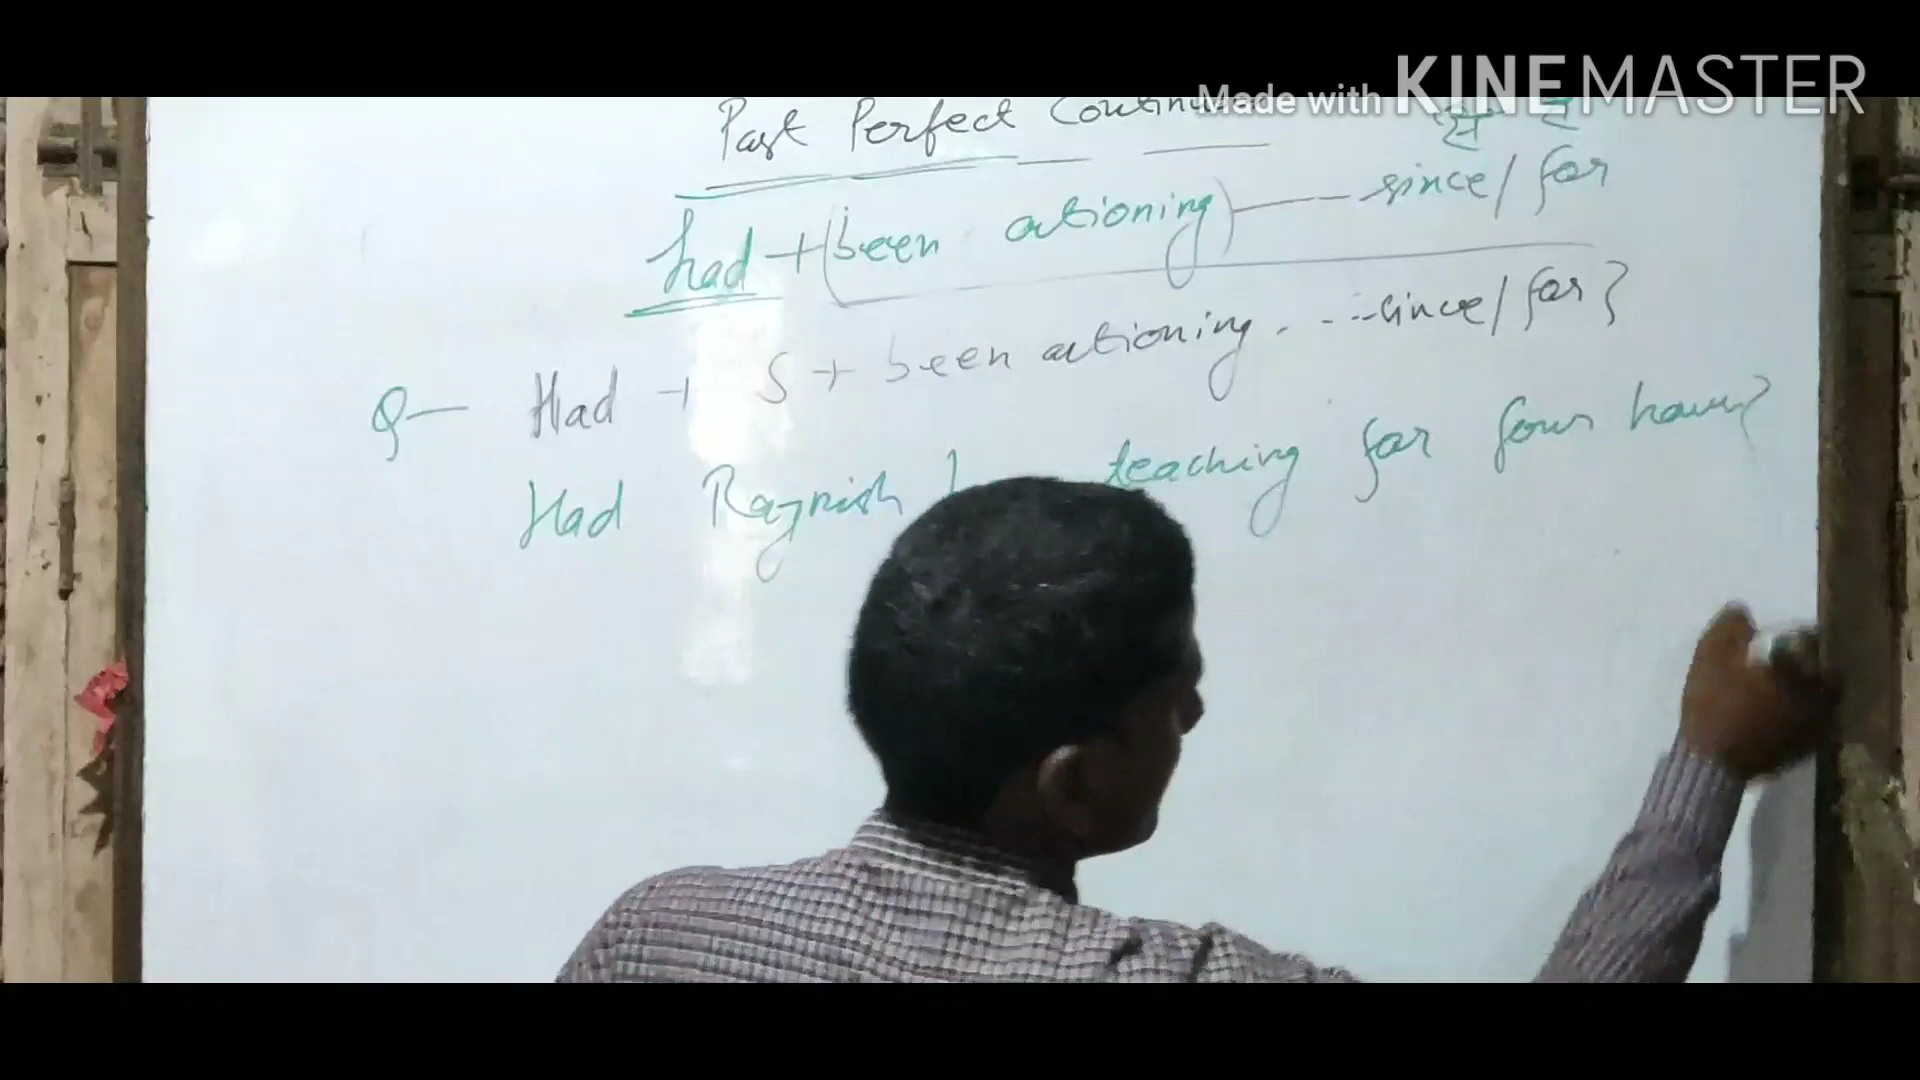 Made with KINEMASTER
Past Perfect Continuous
से
had + (been actioning) —— since/for
Q— Had + S + been actioning . . . since/for?
Had Rajnish teaching for four hours?